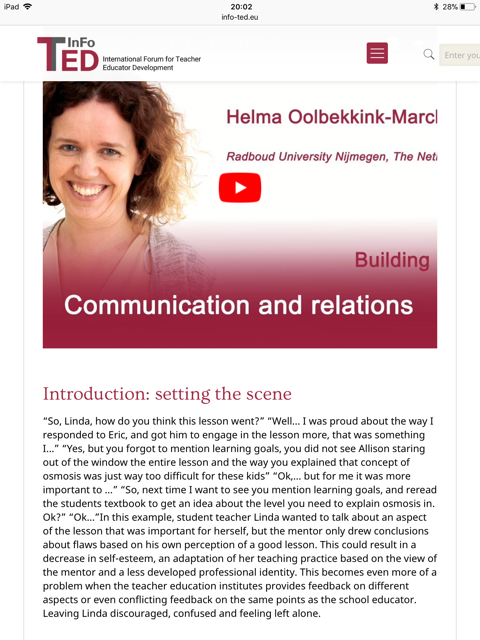 iPad 20:02 28%
info-ted.eu
InFo
TED International Forum for Teacher
Educator Development
Enter you
Helma Oolbekkink-March
Radboud University Nijmegen, The Net
Building
Communication and relations
Introduction: setting the scene
“So, Linda, how do you think this lesson went?” “Well... I was proud about the way I
responded to Eric, and got him to engage in the lesson more, that was something
I...” “Yes, but you forgot to mention learning goals, you did not see Allison staring
out of the window the entire lesson and the way you explained that concept of
osmosis was just way too difficult for these kids” “Ok,... but for me it was more
important to ...” “So, next time I want to see you mention learning goals, and reread
the students textbook to get an idea about the level you need to explain osmosis in.
Ok?” “Ok...”In this example, student teacher Linda wanted to talk about an aspect
of the lesson that was important for herself, but the mentor only drew conclusions
about flaws based on his own perception of a good lesson. This could result in a
decrease in self-esteem, an adaptation of her teaching practice based on the view of
the mentor and a less developed professional identity. This becomes even more of a
problem when the teacher education institutes provides feedback on different
aspects or even conflicting feedback on the same points as the school educator.
Leaving Linda discouraged, confused and feeling left alone.